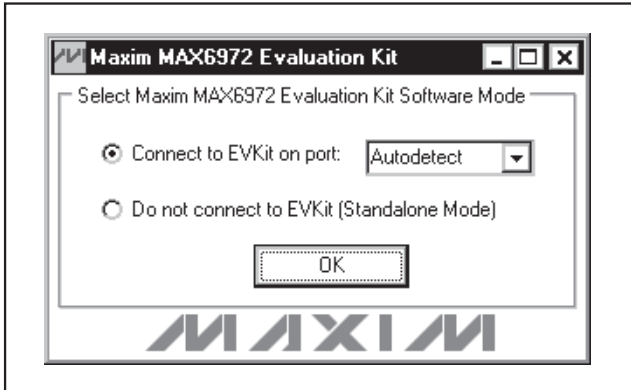 Maxim MAX6972 Evaluation Kit
Select Maxim MAX6972 Evaluation Kit Software Mode
Connect to EVKit on port: Autodetect
Do not connect to EVKit (Standalone Mode)
OK
MAXIM